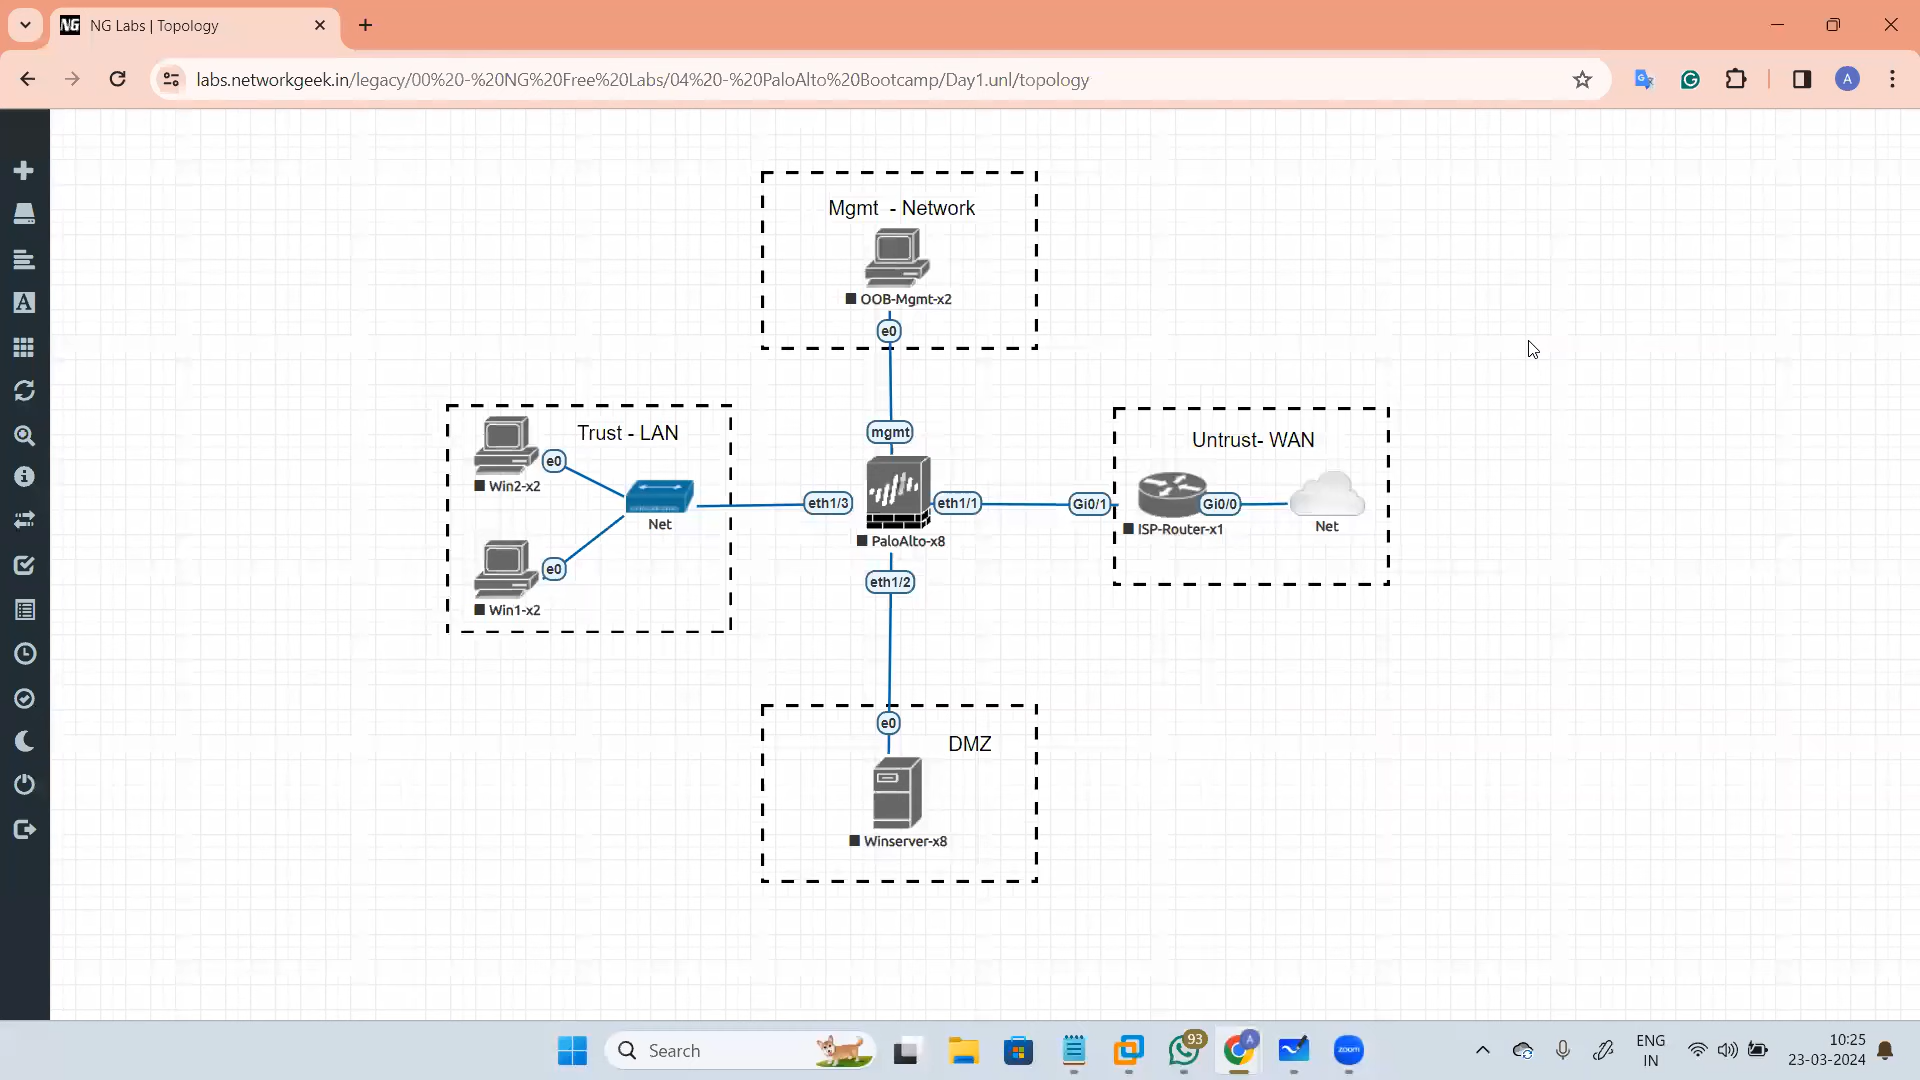 NG Labs | Topology
labs.networkgeek.in/legacy/00%20-%20NG%20Free%20Labs/04%20-%20PaloAlto%20Bootcamp/Day1.unl/topology
A
Mgmt  - Network
OOB-Mgmt-x2
e0
mgmt
Trust - LAN
e0
Win2-x2
Net
e0
Win1-x2
eth1/3
eth1/1
PaloAlto-x8
eth1/2
Gi0/1
Untrust- WAN
Gi0/0
ISP-Router-x1
Net
e0
DMZ
Winserver-x8
Search
93
A
zoom
ENG
IN
10:25
23-03-2024